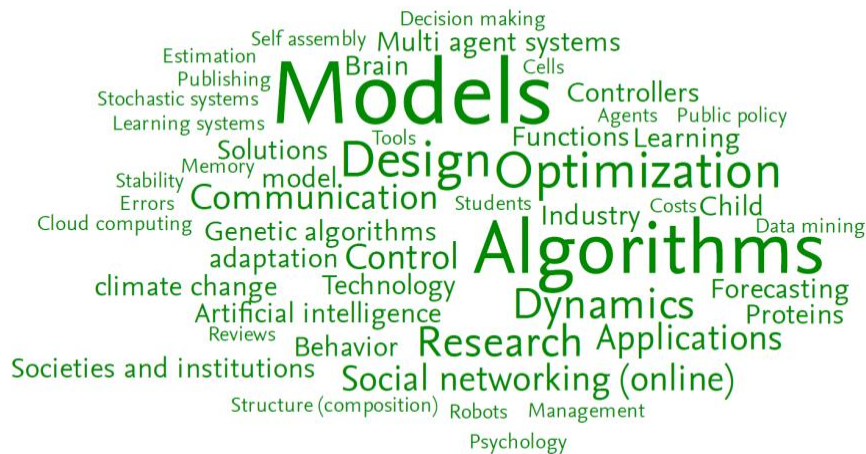 Decision making
Self assembly Multi agent systems
Estimation Brain Cells
Publishing Models Controllers
Stochastic systems Agents Public policy
Learning systems Tools Functions Learning
Solutions Design Optimization
Memory model
Stability Communication Students Industry Costs Child
Errors
Cloud computing Genetic algorithms Algorithms Data mining
adaptation Control
climate change Technology Dynamics Forecasting
Artificial intelligence Proteins
Reviews Behavior Research Applications
Societies and institutions Social networking (online)
Structure (composition) Robots Management
Psychology